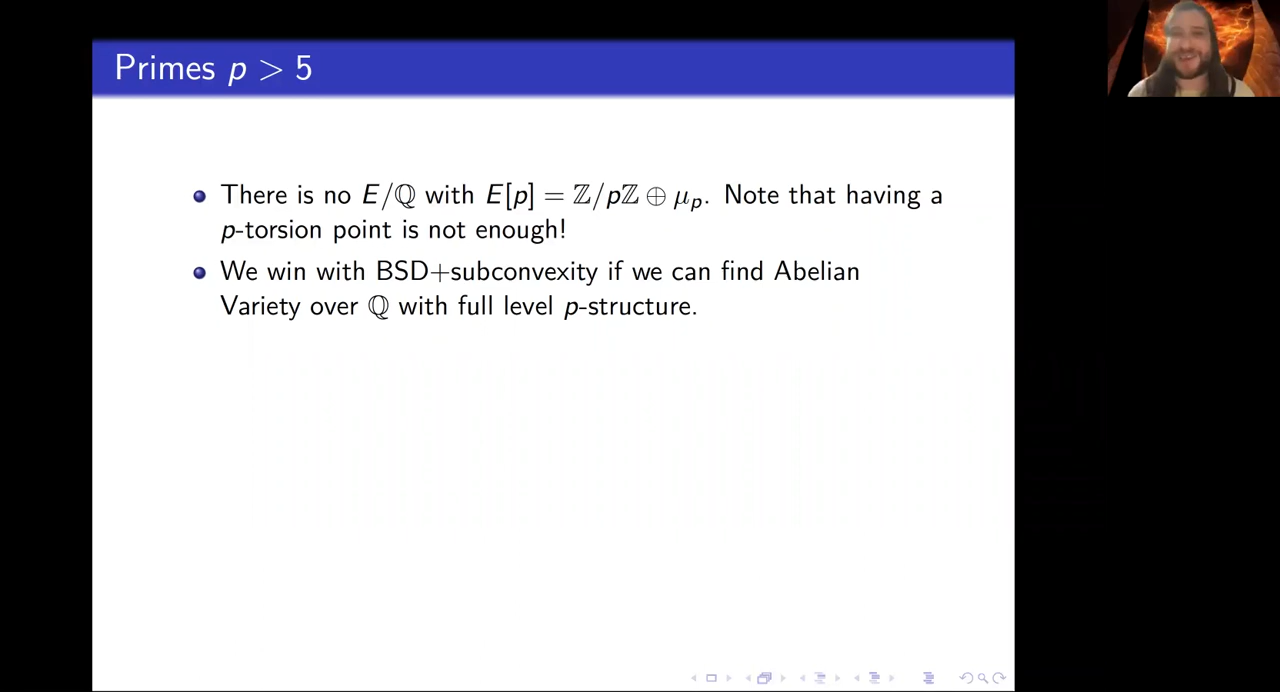 Primes p > 5
There is no E/ℚ with E[p] = ℤ/pℤ ⊕ μₚ. Note that having a
p-torsion point is not enough!
We win with BSD+subconvexity if we can find Abelian
Variety over ℚ with full level p-structure.